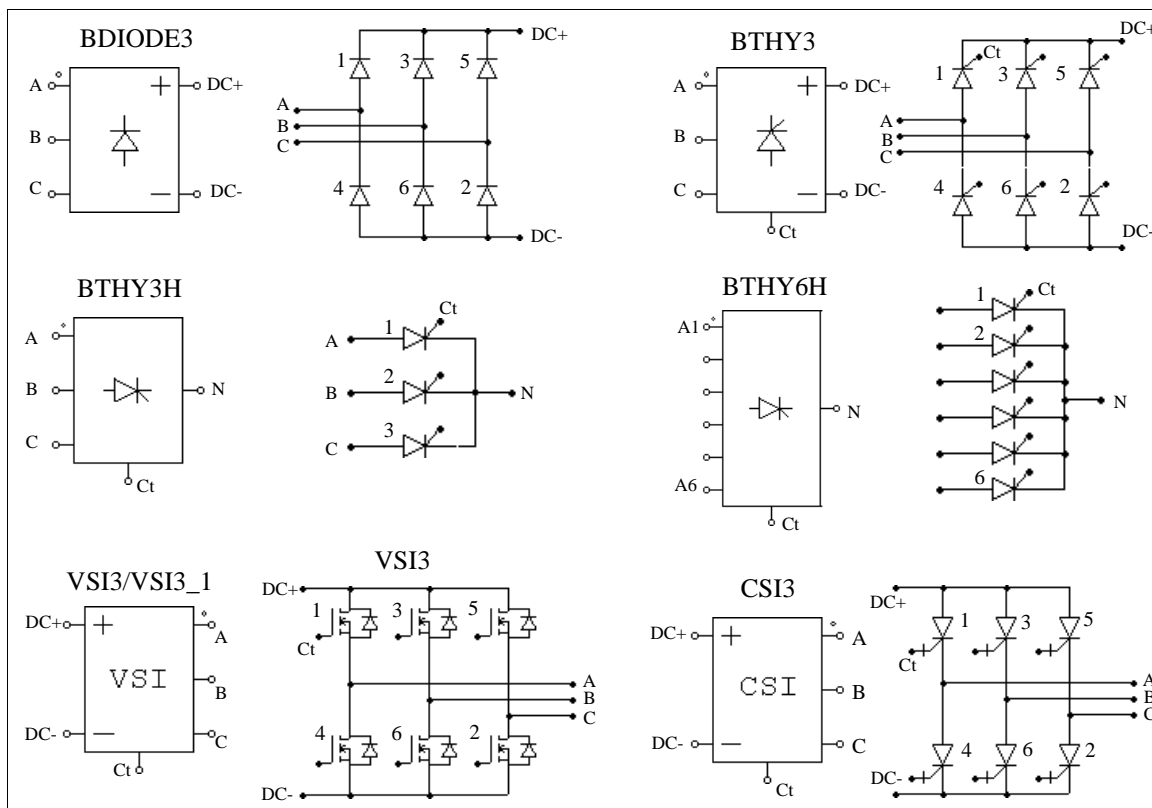 BDIODE3
A
B
C
DC+
DC-
1
3
5
A
B
C
4
6
2
DC+
DC-
BTHY3
A
B
C
DC+
DC-
Ct
Ct
1
3
5
A
B
C
4
6
2
DC+
DC-
BTHY3H
A
B
C
N
Ct
1
Ct
A
2
B
3
C
N
BTHY6H
A1
A6
N
Ct
1
Ct
2
6
N
VSI3/VSI3_1
DC+
DC-
VSI
A
B
C
Ct
VSI3
DC+
1
3
5
Ct
A
B
C
4
6
2
DC-
CSI3
DC+
DC-
CSI
A
B
C
Ct
DC+
1
3
5
Ct
A
B
C
4
6
2
DC-